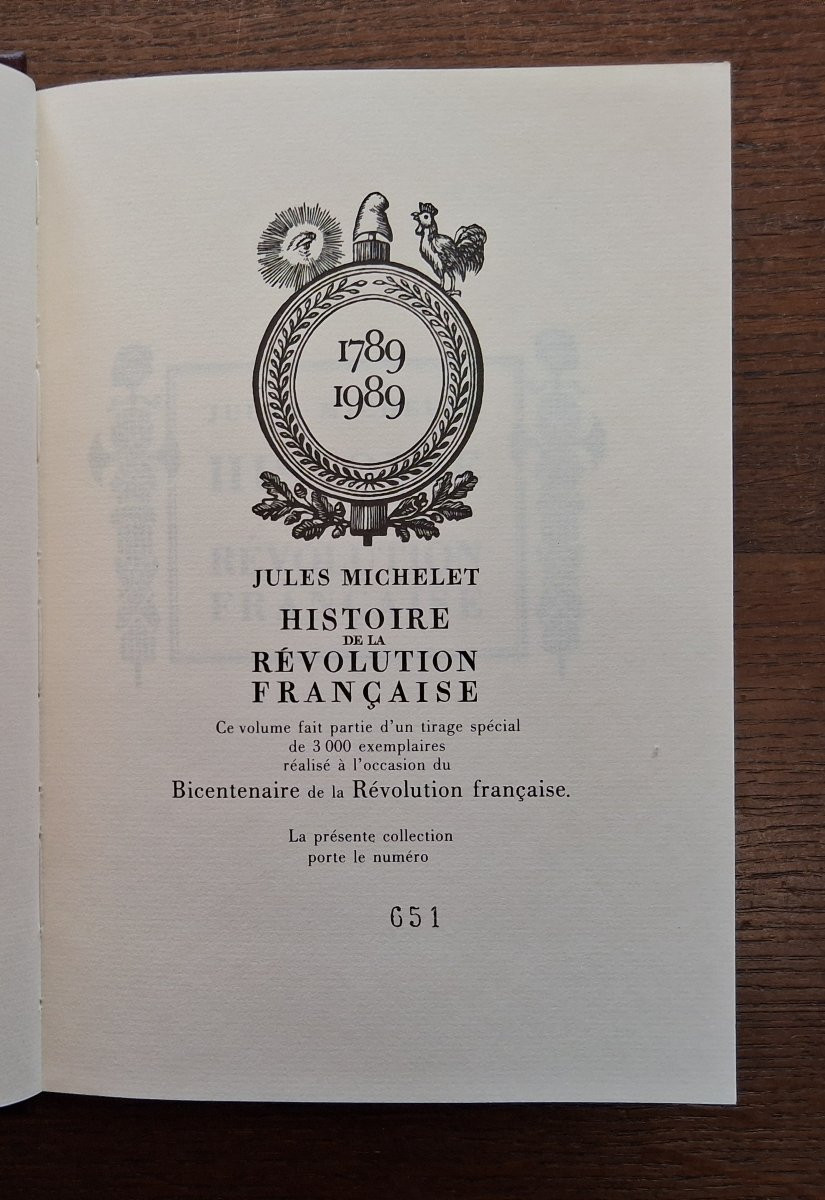 1789
1989
JULES MICHELET
HISTOIRE
DE LA
RÉVOLUTION
FRANÇAISE
Ce volume fait partie d'un tirage spécial
de 3 000 exemplaires
réalisé à l'occasion du
Bicentenaire de la Révolution française.
La présente collection
porte le numéro
651